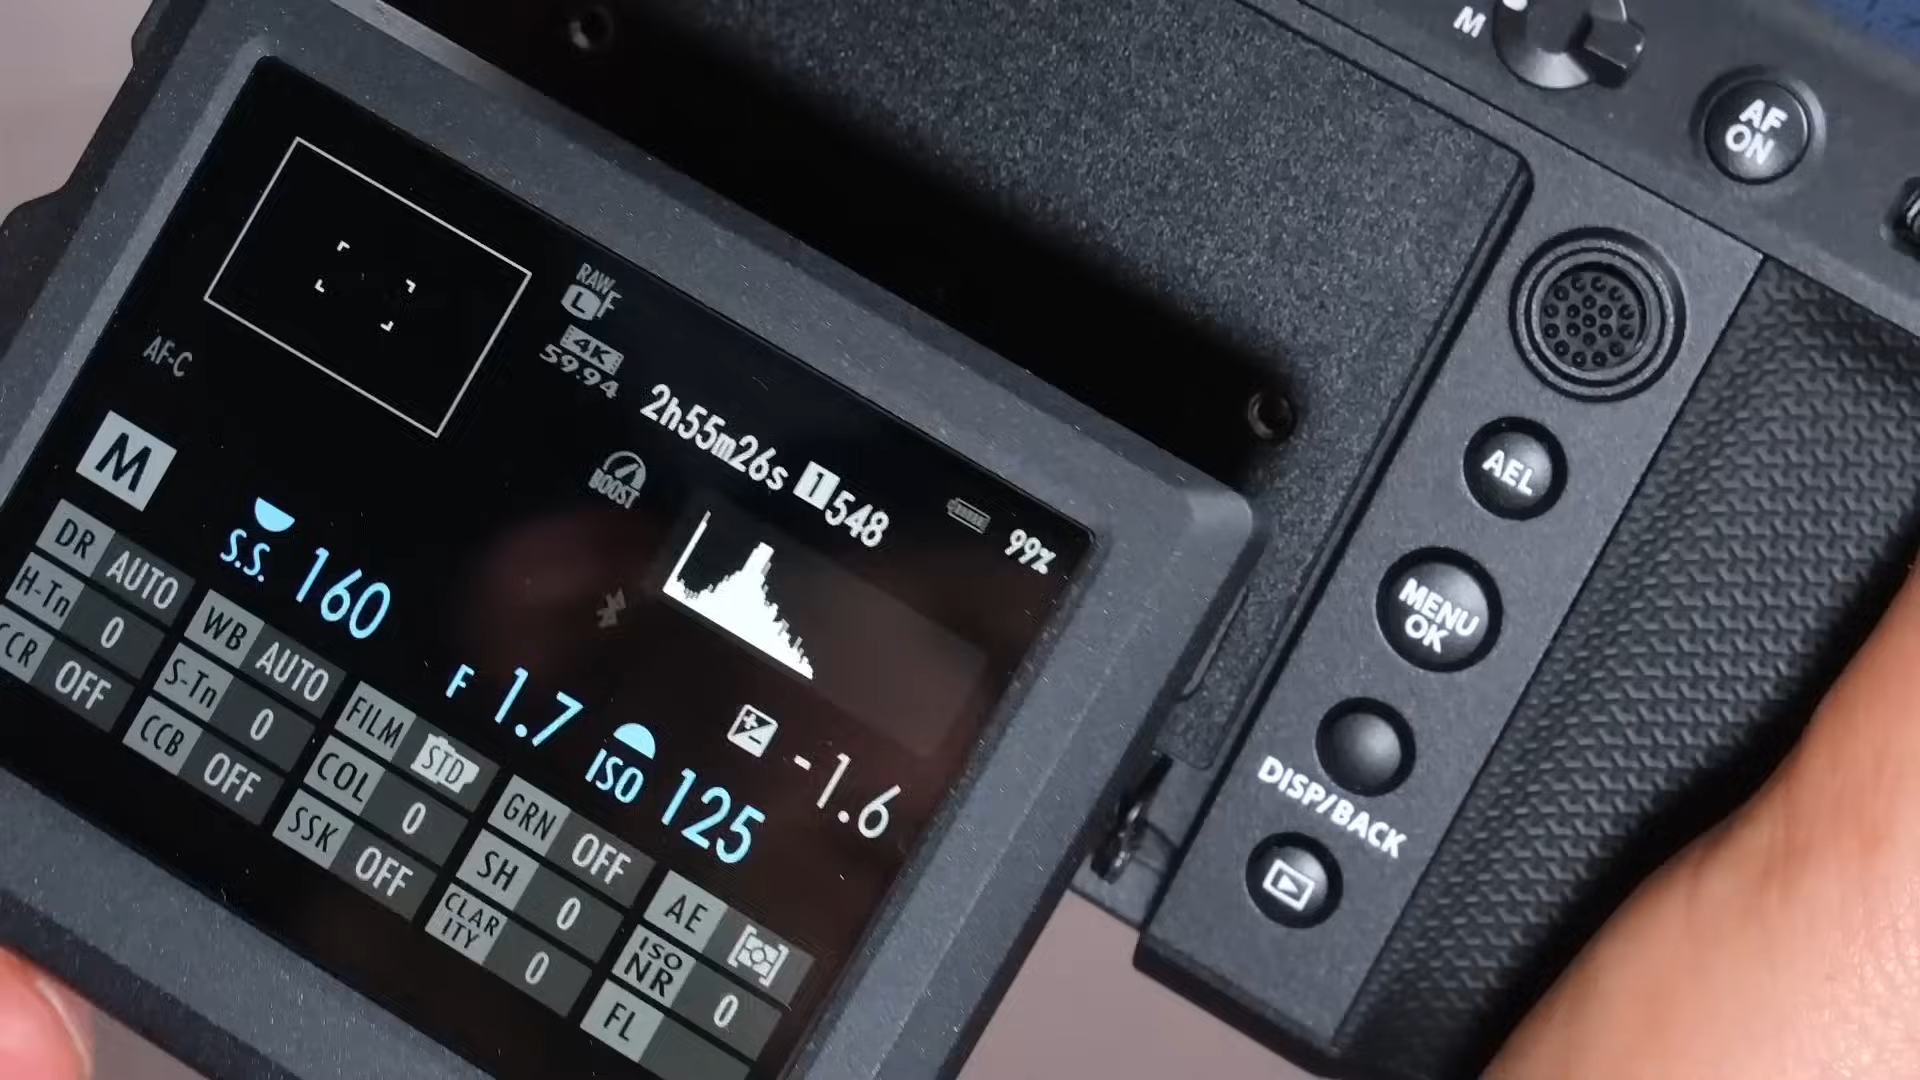 M
AF
ON
RAW
L F
4K
59.94
AF-C
2h55m26s 1 548
99%
BOOST
M
S.S. 160
F 1.7
ISO 125
-1.6
DR AUTO
H-Tn 0
CCR OFF
WB AUTO
S-Tn 0
CCB OFF
FILM STD
COL 0
SSK OFF
GRN OFF
SH 0
CLAR
ITY 0
AE
ISO
NR 0
FL
AEL
MENU
OK
DISP/BACK